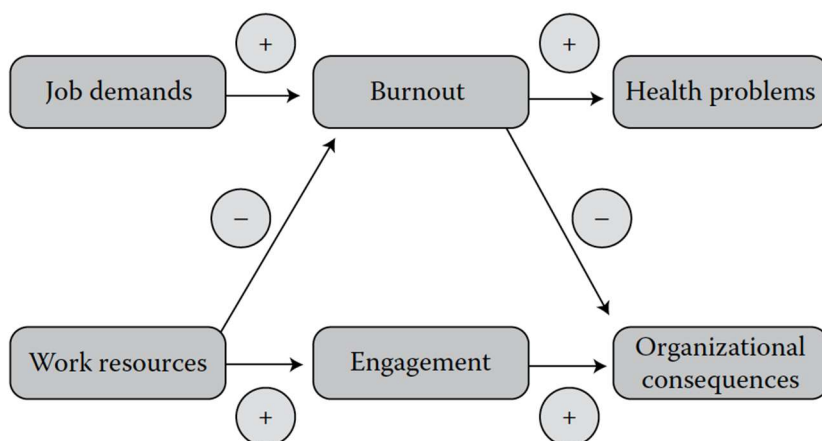 +
+
Job demands
Burnout
Health problems
−
−
Work resources
Engagement
Organizational
consequences
+
+